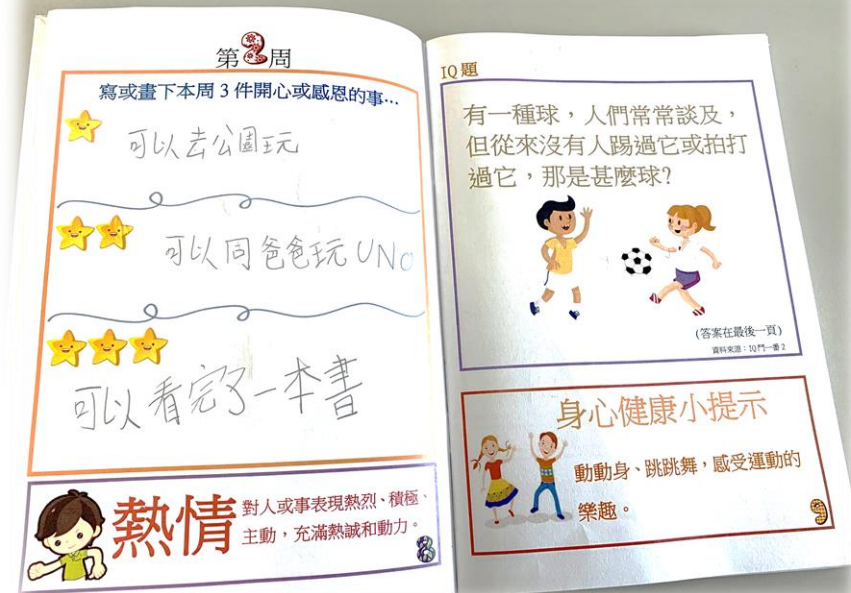 第2周
寫或畫下本周 3 件開心或感恩的事...
可以去公園玩
可以同爸爸玩 UNO
可以看完了一本書
熱情
對人或事表現熱烈、積極、
主動，充滿熱誠和動力。
8
IQ 題
有一種球，人們常常談及，
但從來沒有人踢過它或拍打
過它，那是甚麼球?
(答案在最後一頁)
資料來源：IQ鬥一番 2
身心健康小提示
動動身、跳跳舞，感受運動的
樂趣。
9